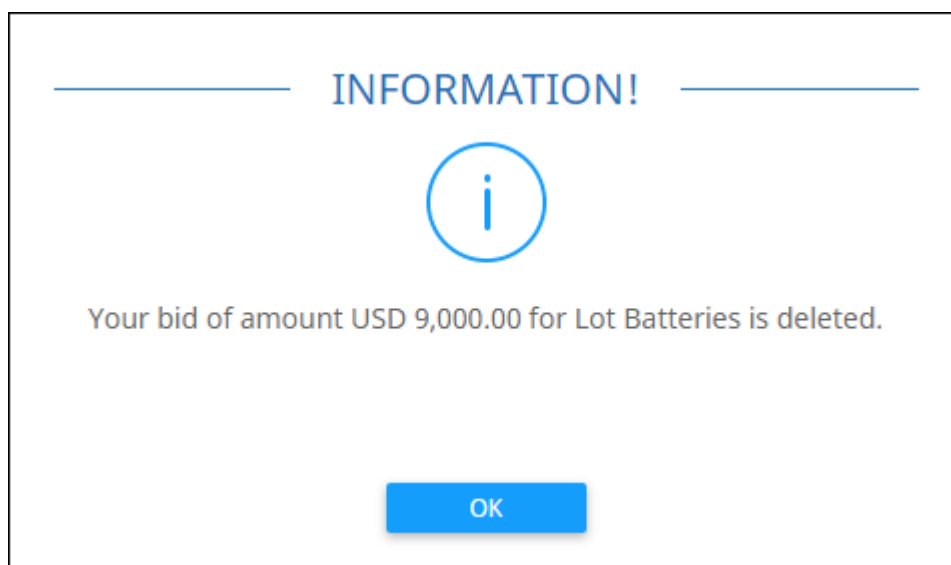 INFORMATION!
Your bid of amount USD 9,000.00 for Lot Batteries is deleted.
OK